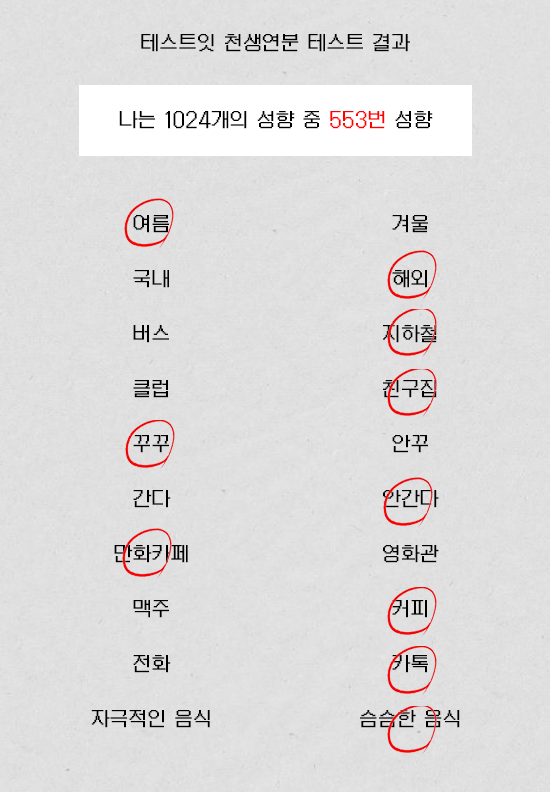 테스트잇 천생연분 테스트 결과
나는 1024개의 성향 중 553번 성향
여름 겨울
국내 해외
버스 지하철
클럽 친구집
꾸꾸 안꾸
간다 안간다
만화카페 영화관
맥주 커피
전화 카톡
자극적인 음식 슴슴한 음식